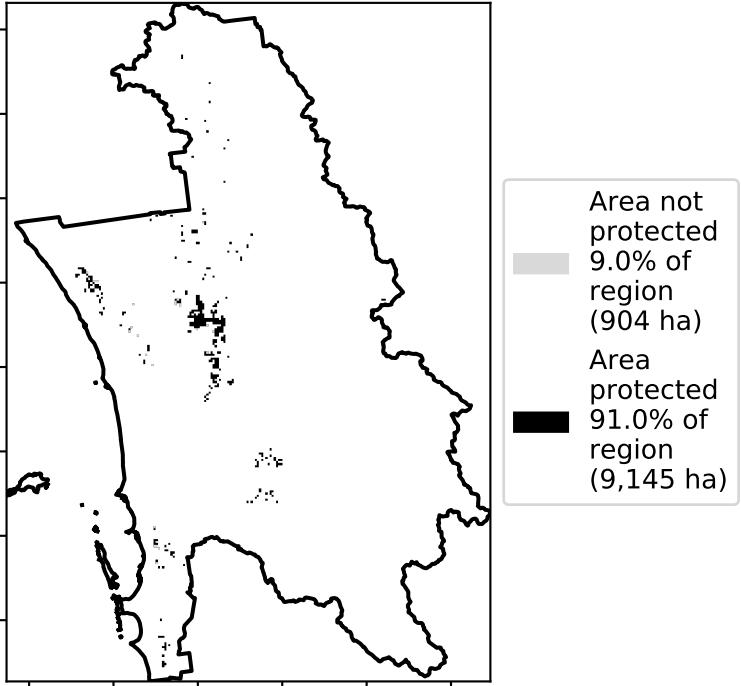 Area not
protected
9.0% of
region
(904 ha)
Area
protected
91.0% of
region
(9,145 ha)